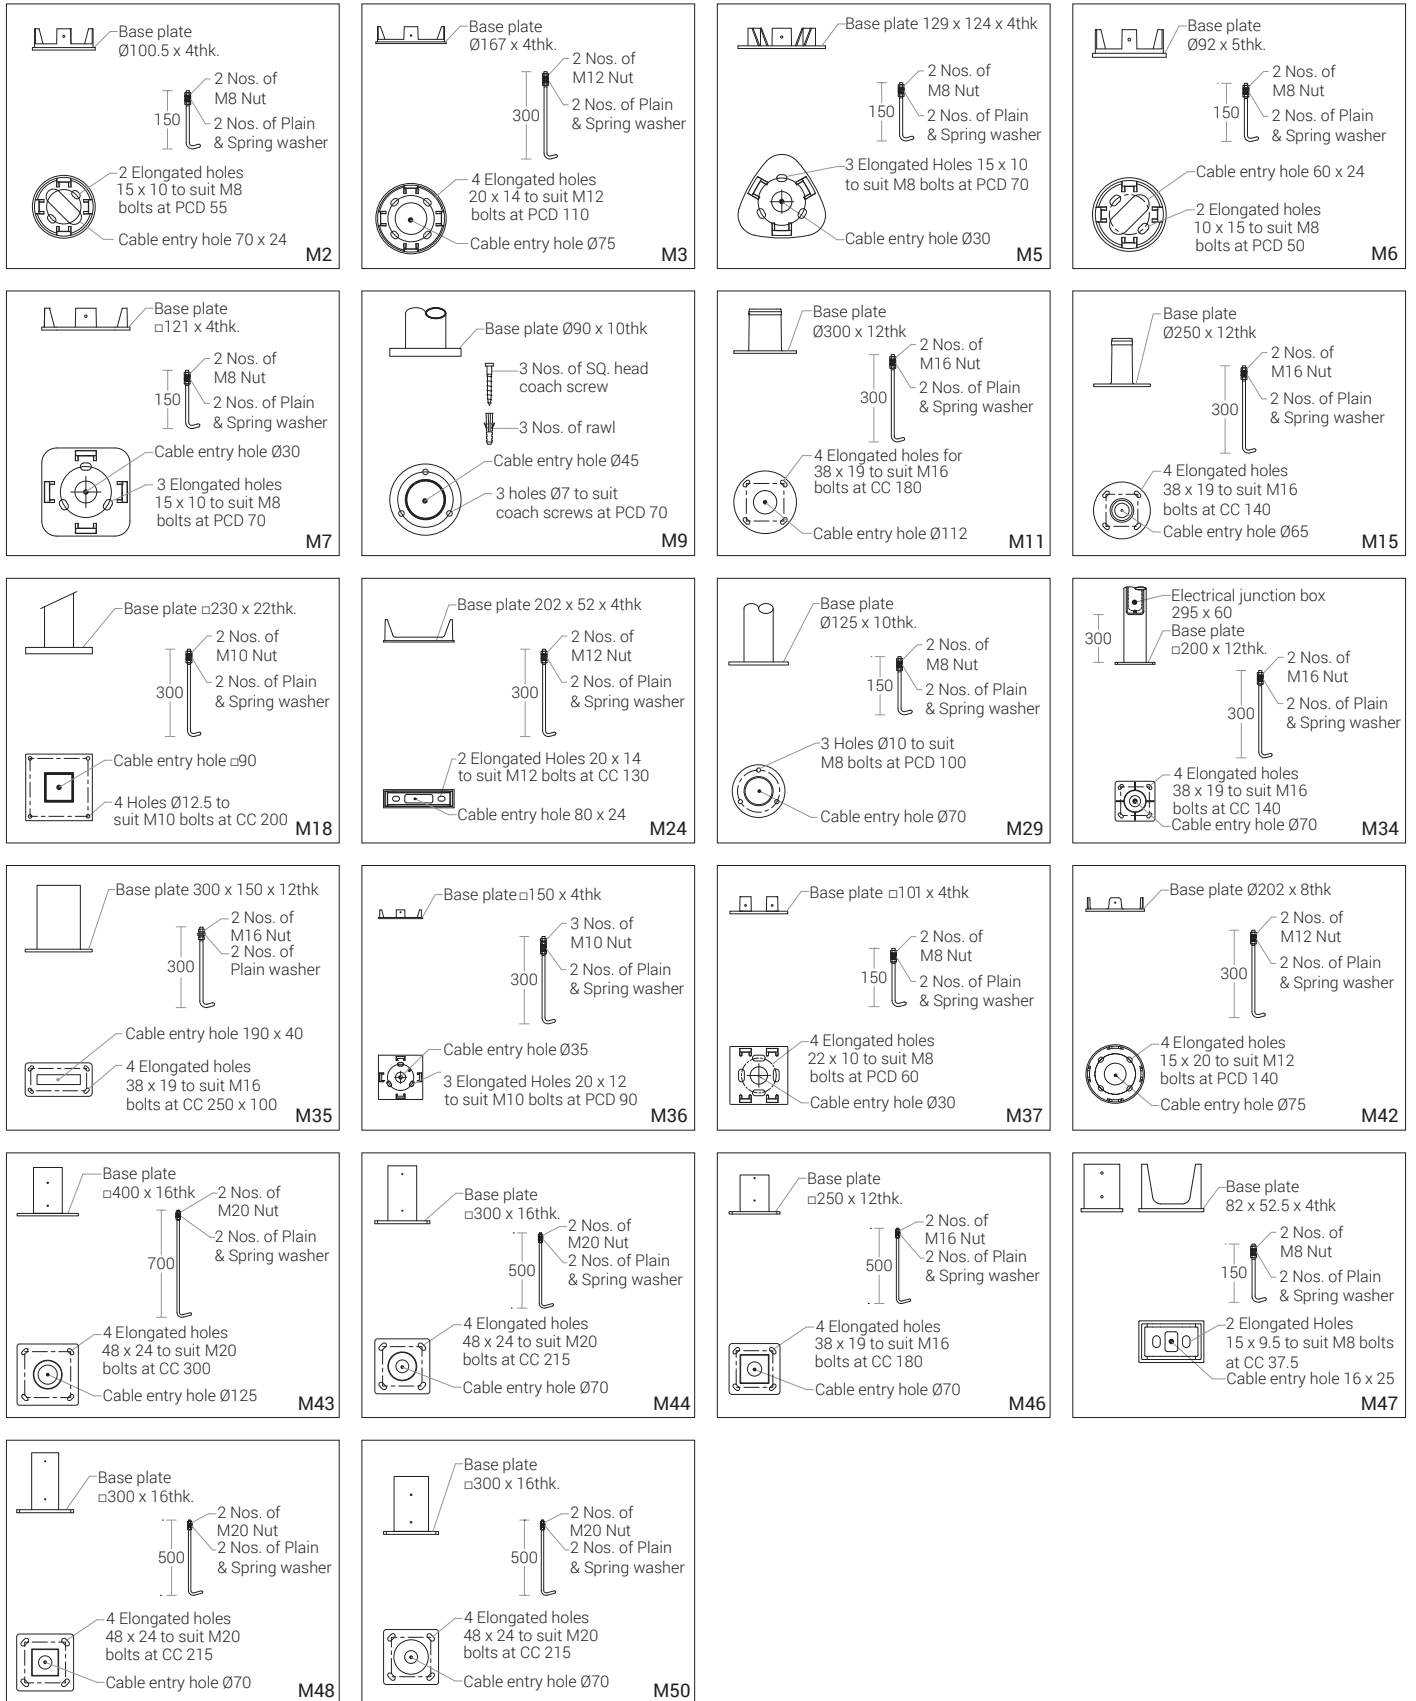 Base plate
Ø100.5 x 4thk.
2 Nos. of
M8 Nut
150
2 Nos. of Plain
& Spring washer
2 Elongated holes
15 x 10 to suit M8
bolts at PCD 55
Cable entry hole 70 x 24
M2
Base plate
Ø167 x 4thk.
2 Nos. of
M12 Nut
300
2 Nos. of Plain
& Spring washer
4 Elongated holes
20 x 14 to suit M12
bolts at PCD 110
Cable entry hole Ø75
M3
Base plate 129 x 124 x 4thk
2 Nos. of
M8 Nut
150
2 Nos. of Plain
& Spring washer
3 Elongated Holes 15 x 10
to suit M8 bolts at PCD 70
Cable entry hole Ø30
M5
Base plate
Ø92 x 5thk.
2 Nos. of
M8 Nut
150
2 Nos. of Plain
& Spring washer
Cable entry hole 60 x 24
2 Elongated holes
10 x 15 to suit M8
bolts at PCD 50
M6
Base plate
□121 x 4thk.
2 Nos. of
M8 Nut
150
2 Nos. of Plain
& Spring washer
Cable entry hole Ø30
3 Elongated holes
15 x 10 to suit M8
bolts at PCD 70
M7
Base plate Ø90 x 10thk
3 Nos. of SQ. head
coach screw
3 Nos. of rawl
Cable entry hole Ø45
3 holes Ø7 to suit
coach screws at PCD 70
M9
Base plate
Ø300 x 12thk
2 Nos. of
M16 Nut
300
2 Nos. of Plain
& Spring washer
4 Elongated holes for
38 x 19 to suit M16
bolts at CC 180
Cable entry hole Ø112
M11
Base plate
Ø250 x 12thk
2 Nos. of
M16 Nut
300
2 Nos. of Plain
& Spring washer
4 Elongated holes
38 x 19 to suit M16
bolts at CC 140
Cable entry hole Ø65
M15
Base plate □230 x 22thk.
2 Nos. of
M10 Nut
300
2 Nos. of Plain
& Spring washer
Cable entry hole □90
4 Holes Ø12.5 to
suit M10 bolts at CC 200
M18
Base plate 202 x 52 x 4thk
2 Nos. of
M12 Nut
300
2 Nos. of Plain
& Spring washer
2 Elongated Holes 20 x 14
to suit M12 bolts at CC 130
Cable entry hole 80 x 24
M24
Base plate
Ø125 x 10thk.
2 Nos. of
M8 Nut
150
2 Nos. of Plain
& Spring washer
3 Holes Ø10 to suit
M8 bolts at PCD 100
Cable entry hole Ø70
M29
Electrical junction box
295 x 60
300
Base plate
□200 x 12thk.
2 Nos. of
M16 Nut
300
2 Nos. of Plain
& Spring washer
4 Elongated holes
38 x 19 to suit M16
bolts at CC 140
Cable entry hole Ø70
M34
Base plate 300 x 150 x 12thk
2 Nos. of
M16 Nut
300
2 Nos. of
Plain washer
Cable entry hole 190 x 40
4 Elongated holes
38 x 19 to suit M16
bolts at CC 250 x 100
M35
Base plate □150 x 4thk
3 Nos. of
M10 Nut
300
2 Nos. of Plain
& Spring washer
Cable entry hole Ø35
3 Elongated Holes 20 x 12
to suit M10 bolts at PCD 90
M36
Base plate □101 x 4thk
2 Nos. of
M8 Nut
150
2 Nos. of Plain
& Spring washer
4 Elongated holes
22 x 10 to suit M8
bolts at PCD 60
Cable entry hole Ø30
M37
Base plate Ø202 x 8thk
2 Nos. of
M12 Nut
300
2 Nos. of Plain
& Spring washer
4 Elongated holes
15 x 20 to suit M12
bolts at PCD 140
Cable entry hole Ø75
M42
Base plate
□400 x 16thk
2 Nos. of
M20 Nut
700
2 Nos. of Plain
& Spring washer
4 Elongated holes
48 x 24 to suit M20
bolts at CC 300
Cable entry hole Ø125
M43
Base plate
□300 x 16thk.
2 Nos. of
M20 Nut
500
2 Nos. of Plain
& Spring washer
4 Elongated holes
48 x 24 to suit M20
bolts at CC 215
Cable entry hole Ø70
M44
Base plate
□250 x 12thk.
2 Nos. of
M16 Nut
500
2 Nos. of Plain
& Spring washer
4 Elongated holes
38 x 19 to suit M16
bolts at CC 180
Cable entry hole Ø70
M46
Base plate
82 x 52.5 x 4thk
2 Nos. of
M8 Nut
150
2 Nos. of Plain
& Spring washer
2 Elongated Holes
15 x 9.5 to suit M8 bolts
at CC 37.5
Cable entry hole 16 x 25
M47
Base plate
□300 x 16thk.
2 Nos. of
M20 Nut
500
2 Nos. of Plain
& Spring washer
4 Elongated holes
48 x 24 to suit M20
bolts at CC 215
Cable entry hole Ø70
M48
Base plate
□300 x 16thk.
2 Nos. of
M20 Nut
500
2 Nos. of Plain
& Spring washer
4 Elongated holes
48 x 24 to suit M20
bolts at CC 215
Cable entry hole Ø70
M50